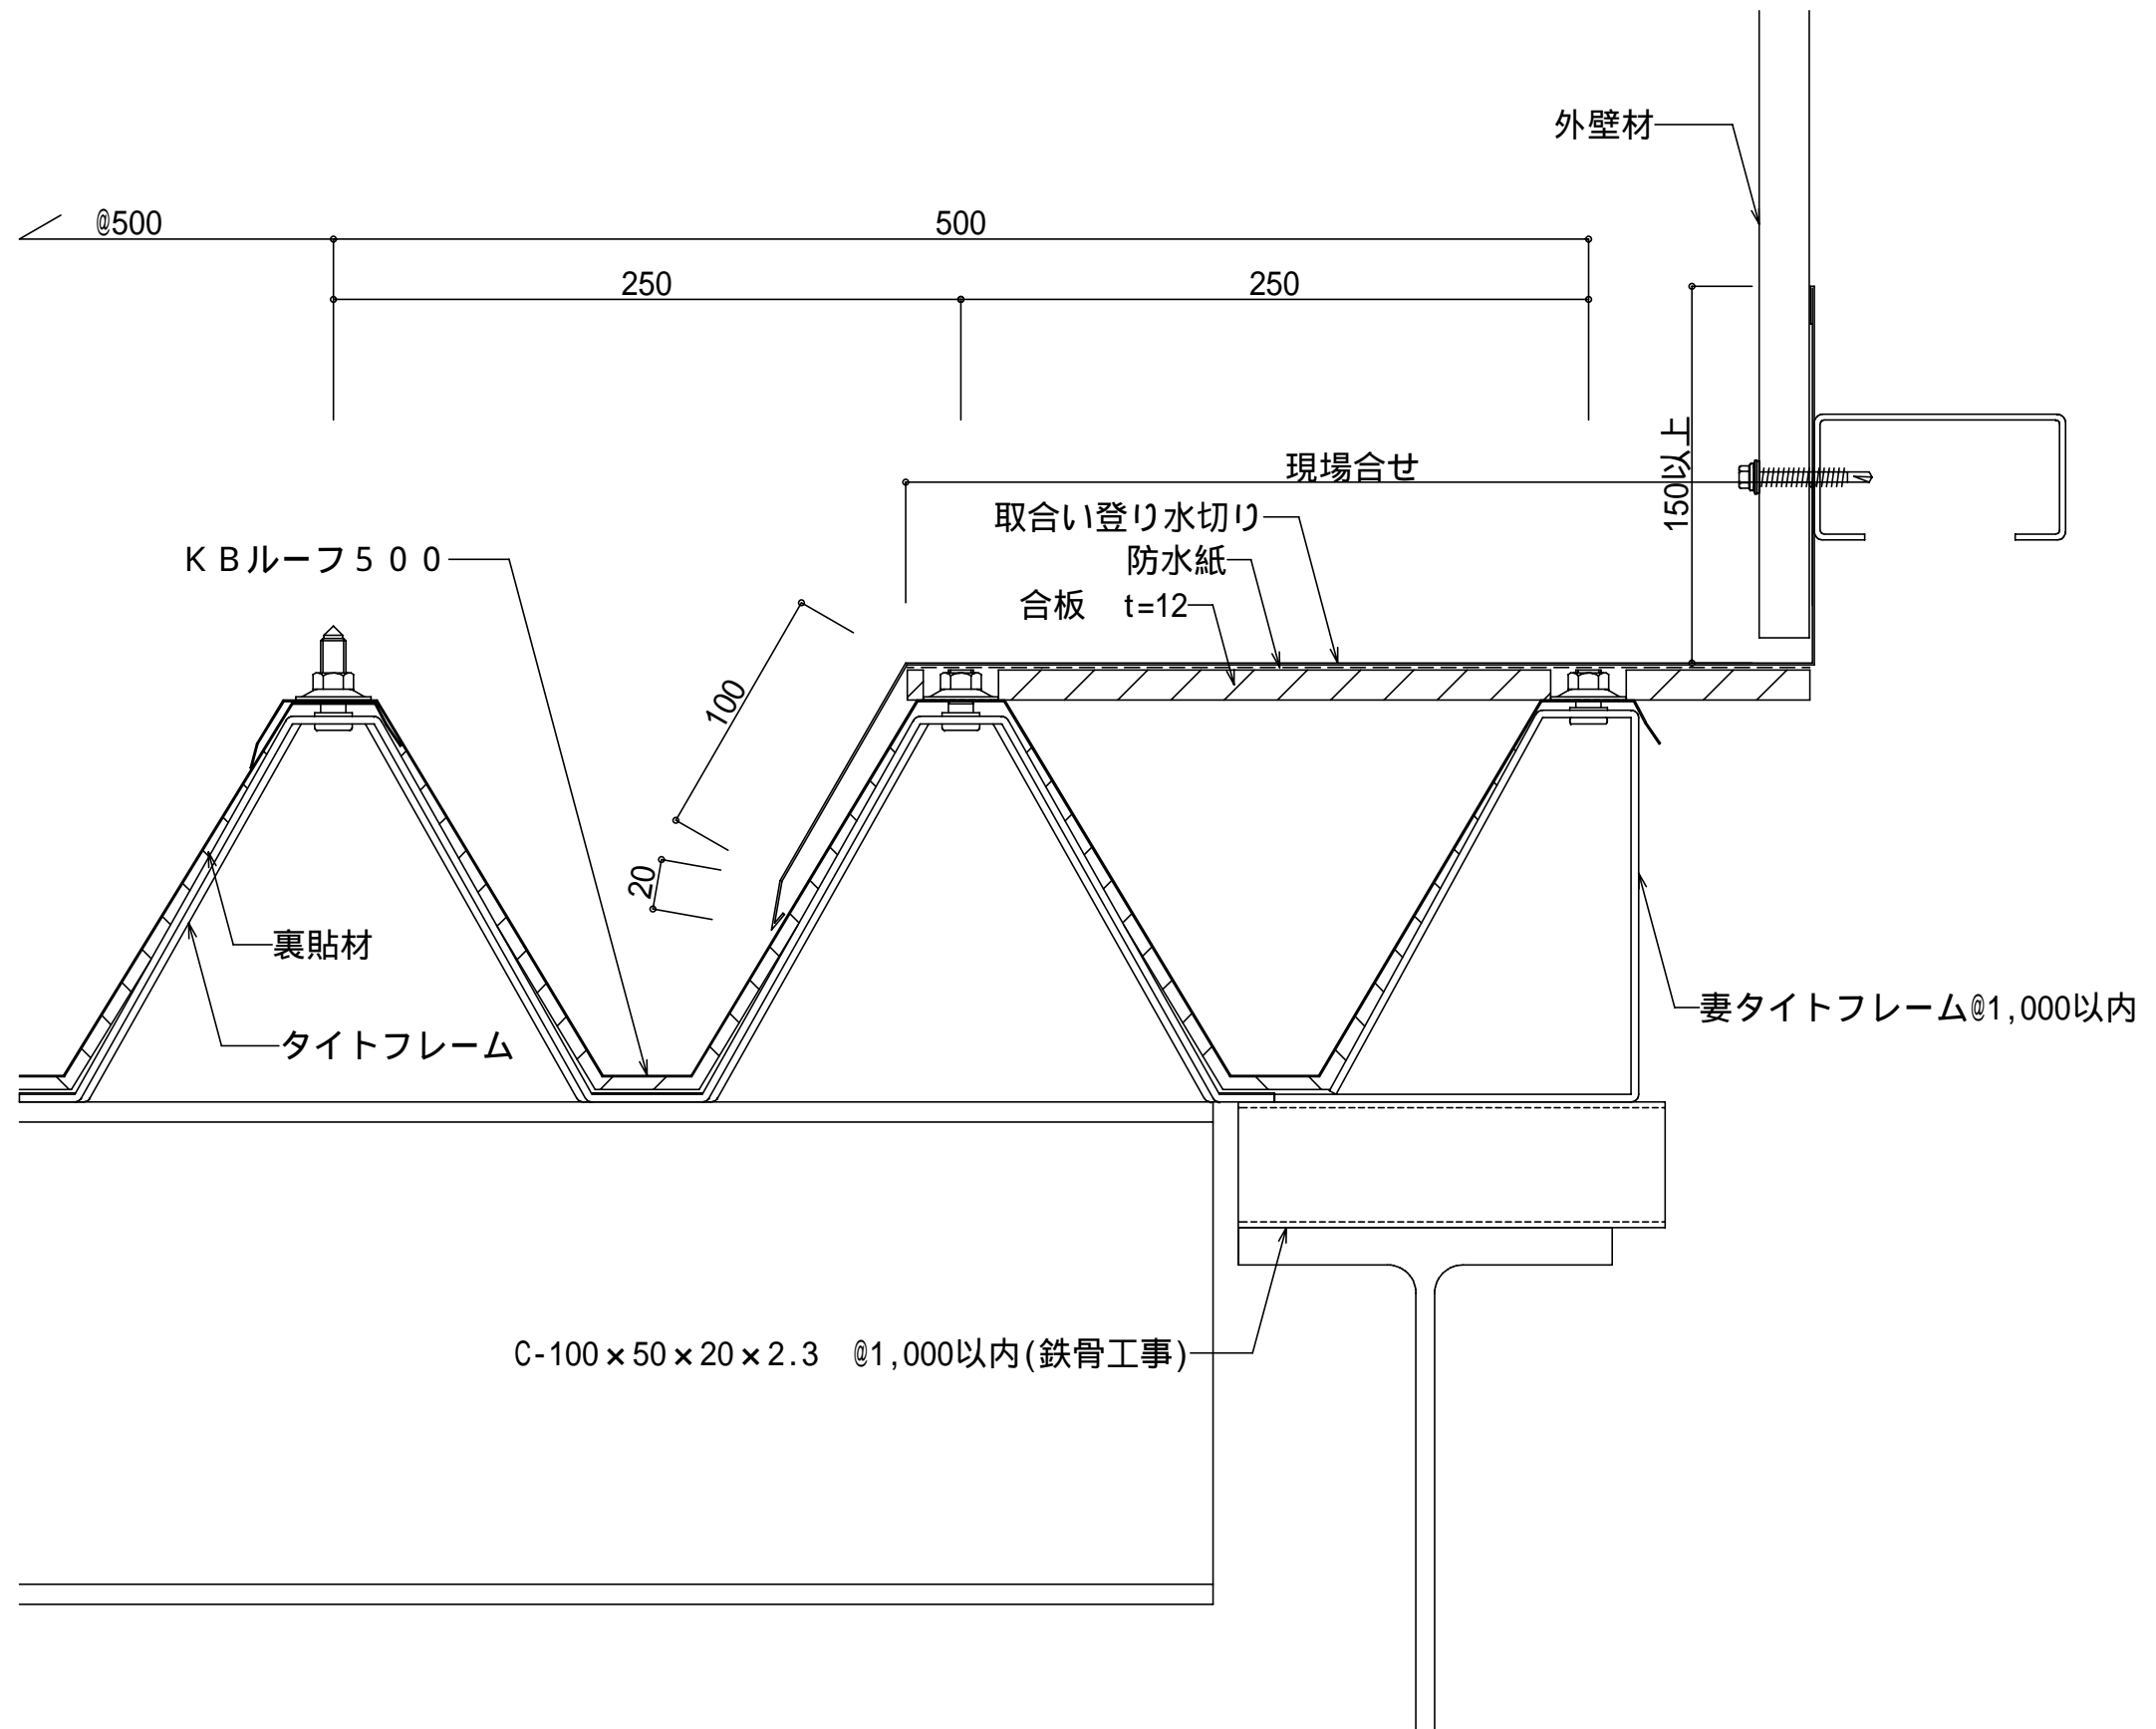 外壁材
@500
500
250
250
現場合せ
150以上
取合い登り水切り
防水紙
KBルーフ500
合板 t=12
100
20
裏貼材
妻タイトフレーム@1,000以内
タイトフレーム
C-100×50×20×2.3 @1,000以内(鉄骨工事)